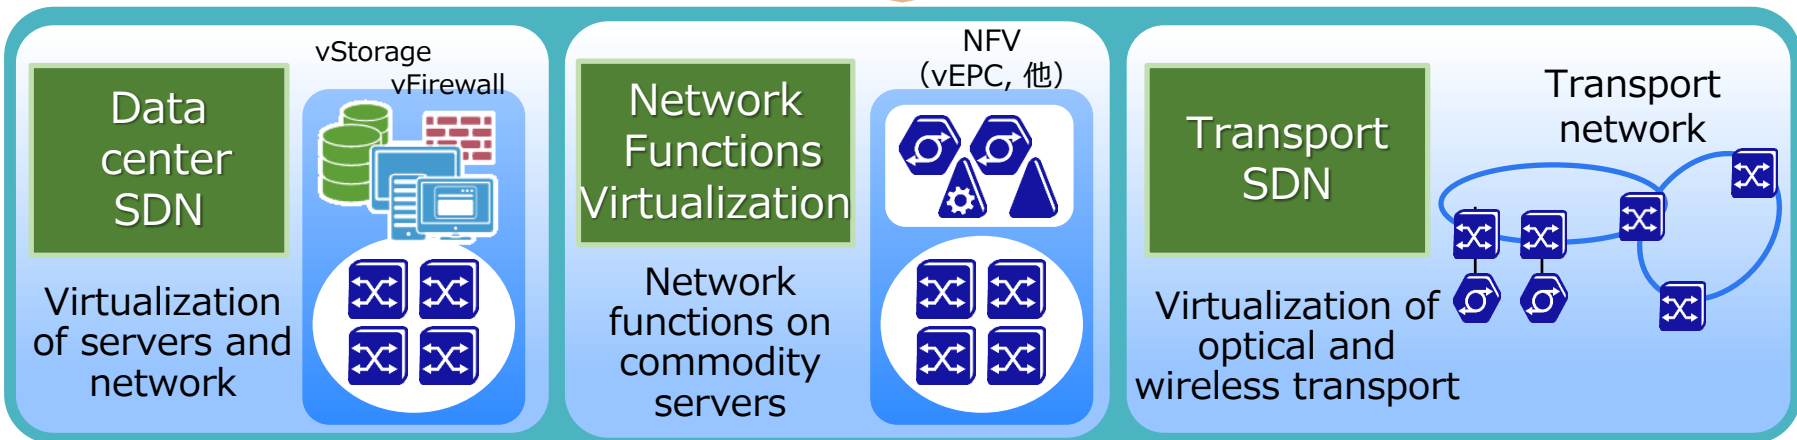 Data
center
SDN
vStorage
vFirewall
Virtualization
of servers and
network
Network
Functions
Virtualization
NFV
（vEPC, 他）
Network
functions on
commodity
servers
Transport
SDN
Transport
network
Virtualization of
optical and
wireless transport